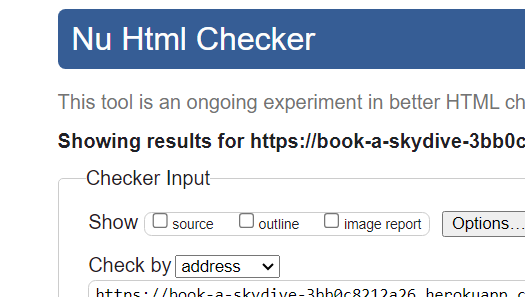 Nu Html Checker
This tool is an ongoing experiment in better HTML ch
Showing results for https://book-a-skydive-3bb0c
Checker Input
Show source outline image report Options...
Check by address
https://book-a-skydive-3bb0c8212a26.herokuapp.c